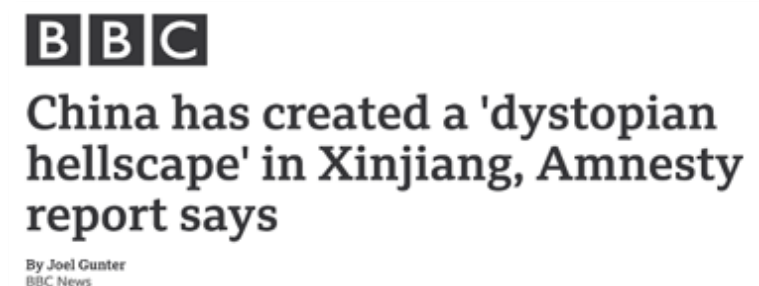 BBC
China has created a 'dystopian
hellscape' in Xinjiang, Amnesty
report says
By Joel Gunter
BBC News